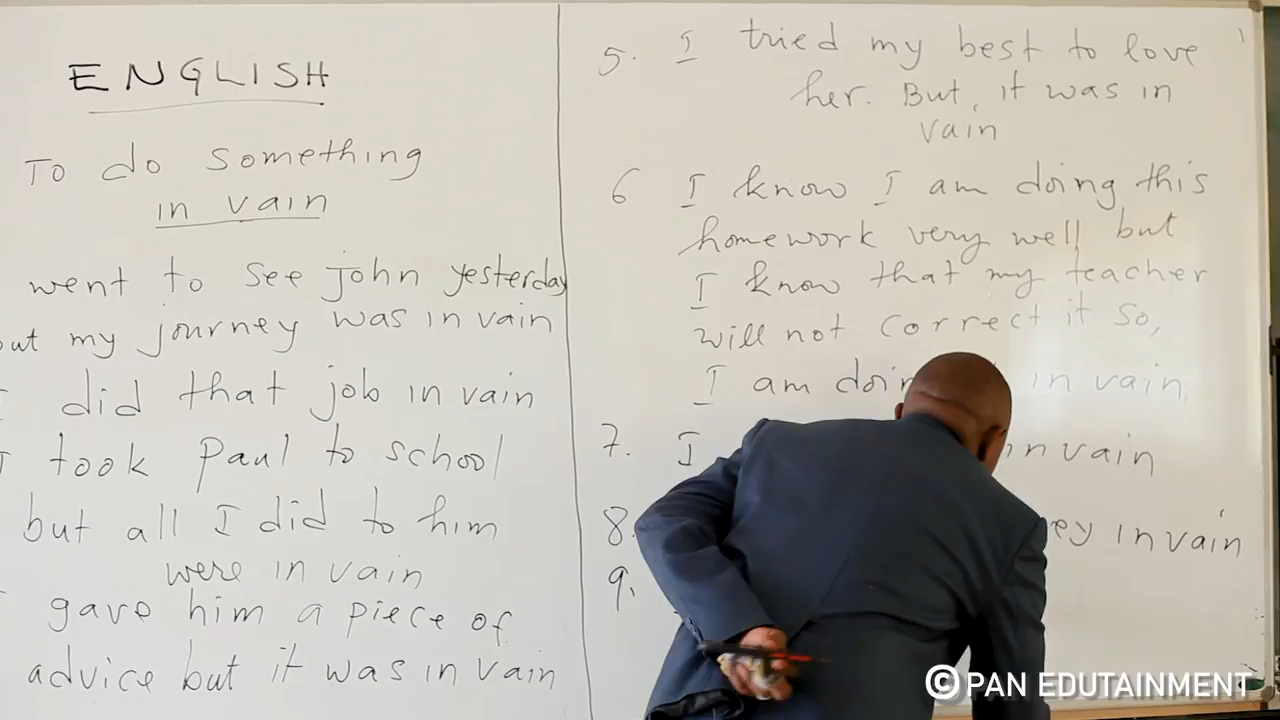 ENGLISH
To do something
in vain
went to see john yesterday
but my journey was in vain
I did that job in vain
I took Paul to school
but all I did to him
were in vain
gave him a piece of
advice but it was in vain
5. I tried my best to love
her. But, it was in
vain
6 I know I am doing this
homework very well but
I know that my teacher
will not correct it so,
I am in vain,
7. I in vain
8. in vain
9.
©PAN EDUTAINMENT